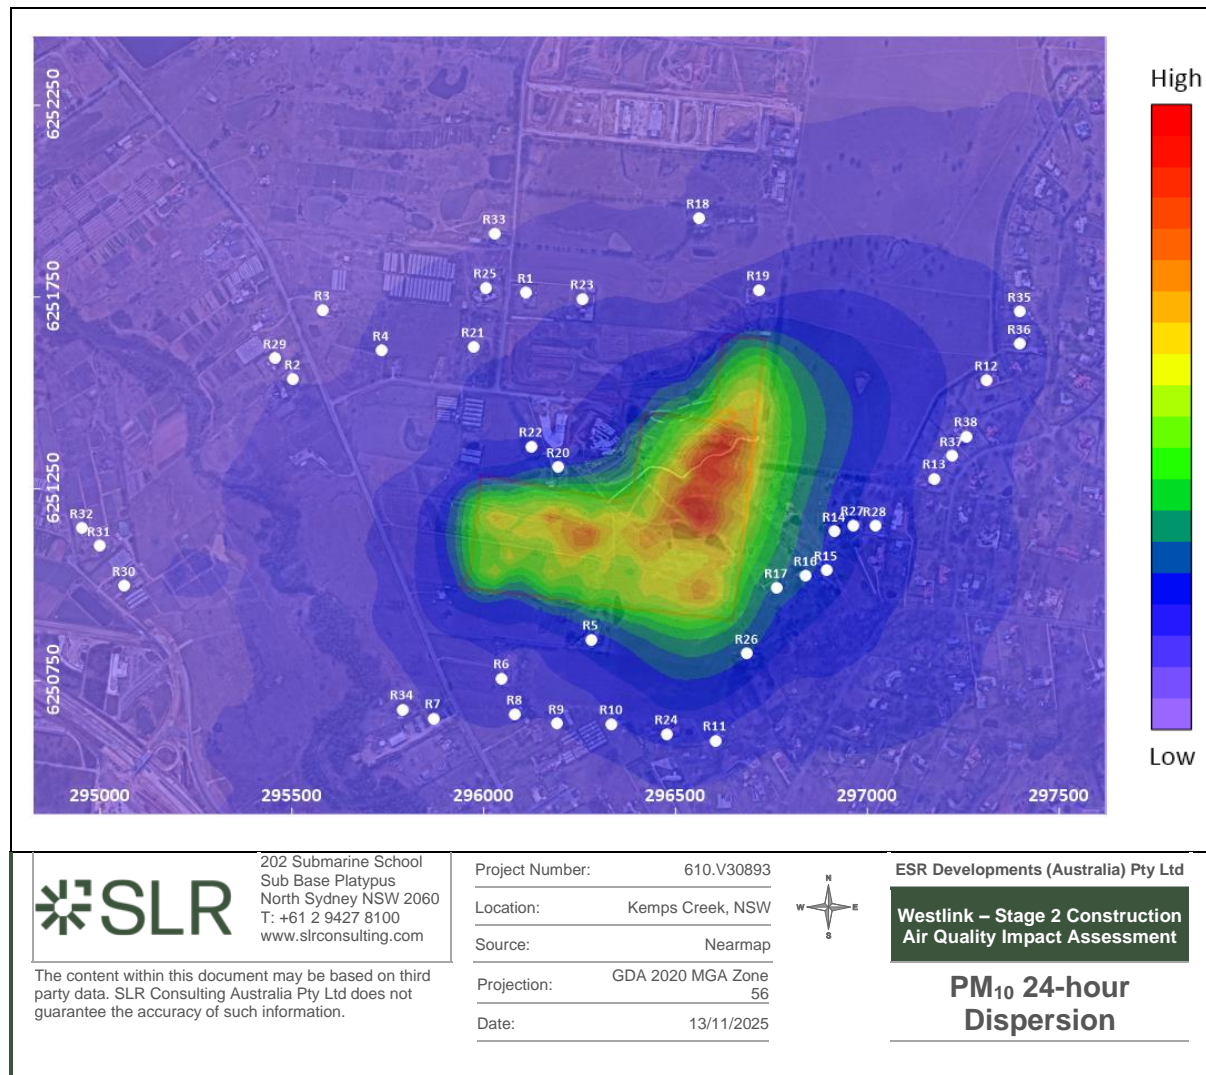 High
Low
6252250
6251750
6251250
6250750
295000
295500
296000
296500
297000
297500
R18
R33
R19
R25
R1
R23
R3
R35
R4
R21
R36
R29
R2
R12
R22
R38
R20
R37
R13
R32
R31
R14
R27
R28
R30
R17
R16
R15
R5
R26
R6
R34
R7
R8
R9
R10
R24
R11
SLR
202 Submarine School
Sub Base Platypus
North Sydney NSW 2060
T: +61 2 9427 8100
www.slrconsulting.com
The content within this document may be based on third
party data. SLR Consulting Australia Pty Ltd does not
guarantee the accuracy of such information.
Project Number: 610.V30893
Location: Kemps Creek, NSW
Source: Nearmap
Projection: GDA 2020 MGA Zone
56
Date: 13/11/2025
N
W E
S
ESR Developments (Australia) Pty Ltd
Westlink – Stage 2 Construction
Air Quality Impact Assessment
PM₁₀ 24-hour
Dispersion